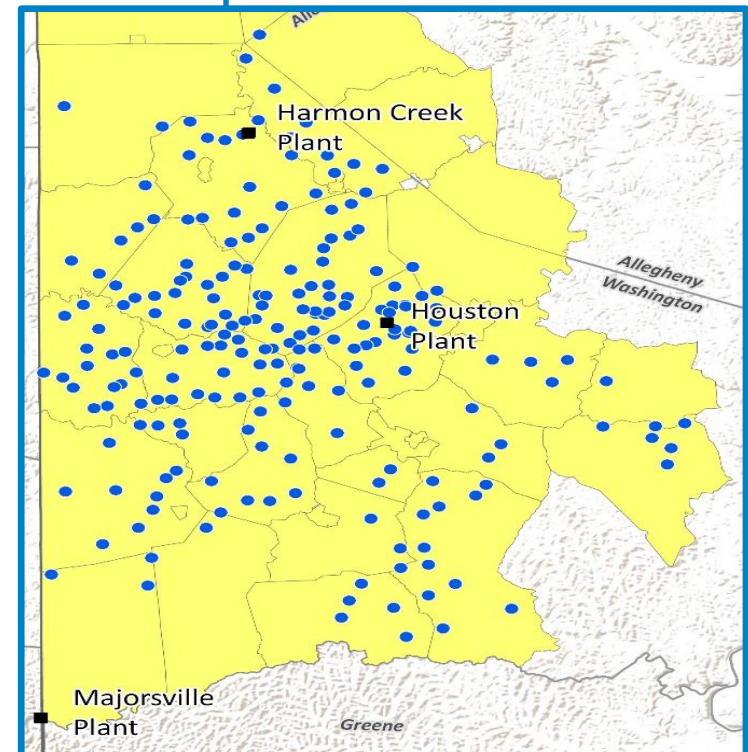 Harmon Creek
Plant
Allegheny
Washington
Houston
Plant
Majorsville
Plant
Greene